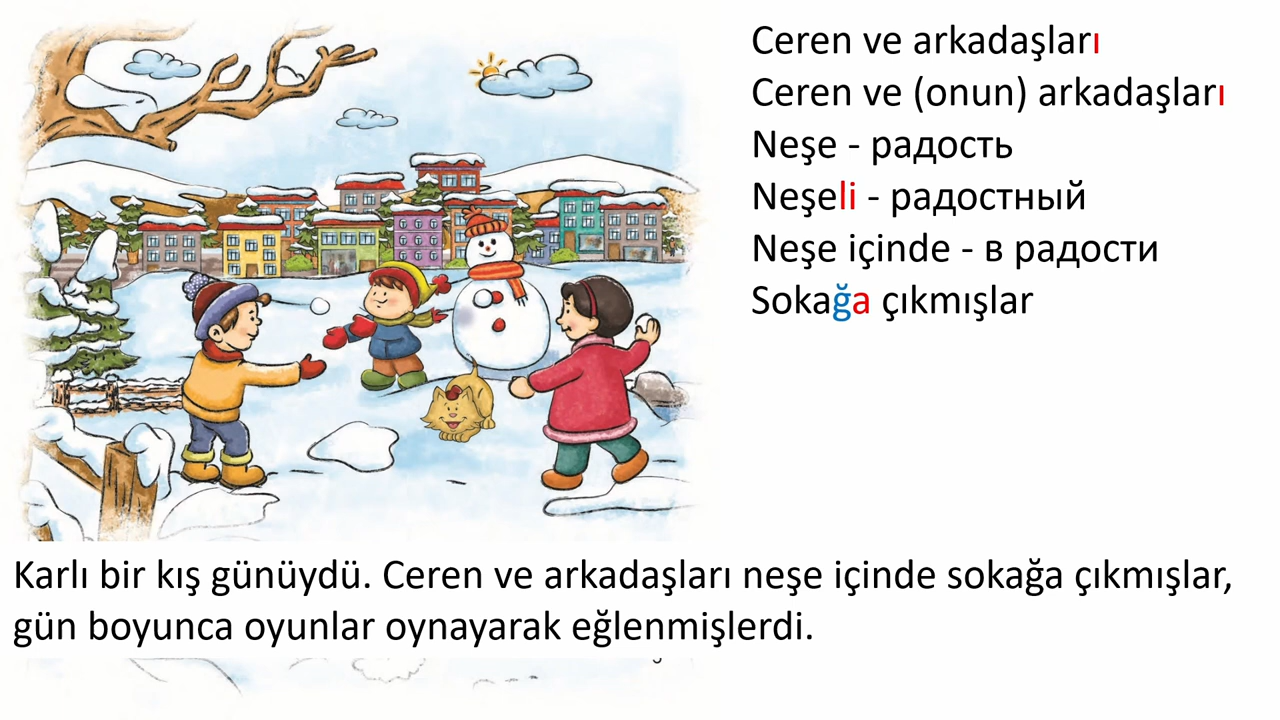 Ceren ve arkadaşları
Ceren ve (onun) arkadaşları
Neşe - радость
Neşeli - радостный
Neşe içinde - в радости
Sokağa çıkmışlar
Karlı bir kış günüydü. Ceren ve arkadaşları neşe içinde sokağa çıkmışlar,
gün boyunca oyunlar oynayarak eğlenmişlerdi.